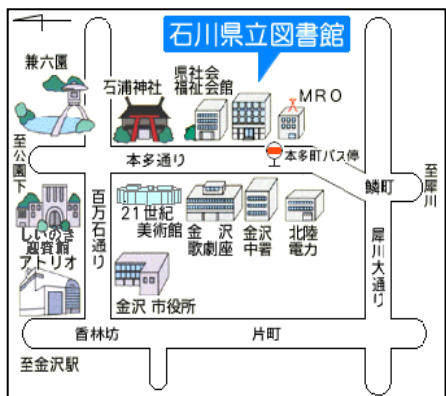 石川県立図書館
兼六園
石浦神社
県社会
福祉会館
MRO
至公園下
本多通り
本多町バス停
至犀川
鱗町
百万石通り
しいのき
迎賓館
アトリオ
21世紀
美術館
金沢
歌劇座
金沢
中署
北陸
電力
犀川大通り
金沢市役所
香林坊
片町
至金沢駅